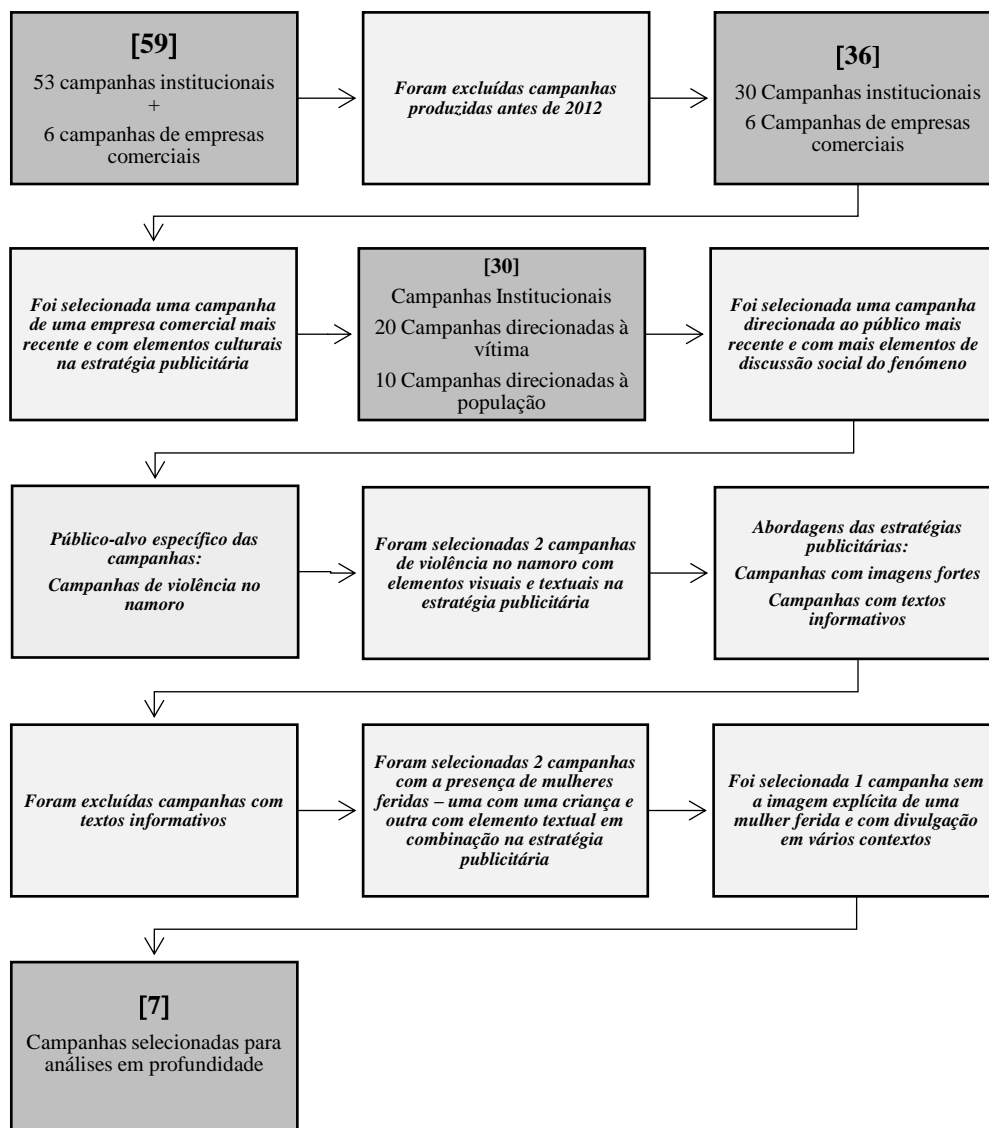 [59]
53 campanhas institucionais
+
6 campanhas de empresas
comerciais
Foram excluídas campanhas
produzidas antes de 2012
[36]
30 Campanhas institucionais
6 Campanhas de empresas
comerciais
Foi selecionada uma campanha
de uma empresa comercial mais
recente e com elementos culturais
na estratégia publicitária
[30]
Campanhas Institucionais
20 Campanhas direcionadas à
vítima
10 Campanhas direcionadas à
população
Foi selecionada uma campanha
direcionada ao público mais
recente e com mais elementos de
discussão social do fenómeno
Público-alvo específico das
campanhas:
Campanhas de violência no
namoro
Foram selecionadas 2 campanhas
de violência no namoro com
elementos visuais e textuais na
estratégia publicitária
Abordagens das estratégias
publicitárias:
Campanhas com imagens fortes
Campanhas com textos
informativos
Foram excluídas campanhas com
textos informativos
Foram selecionadas 2 campanhas
com a presença de mulheres
feridas – uma com uma criança e
outra com elemento textual em
combinação na estratégia
publicitária
Foi selecionada 1 campanha sem
a imagem explícita de uma
mulher ferida e com divulgação
em vários contextos
[7]
Campanhas selecionadas para
análises em profundidade